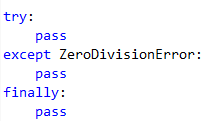 try:
    pass
except ZeroDivisionError:
    pass
finally:
    pass